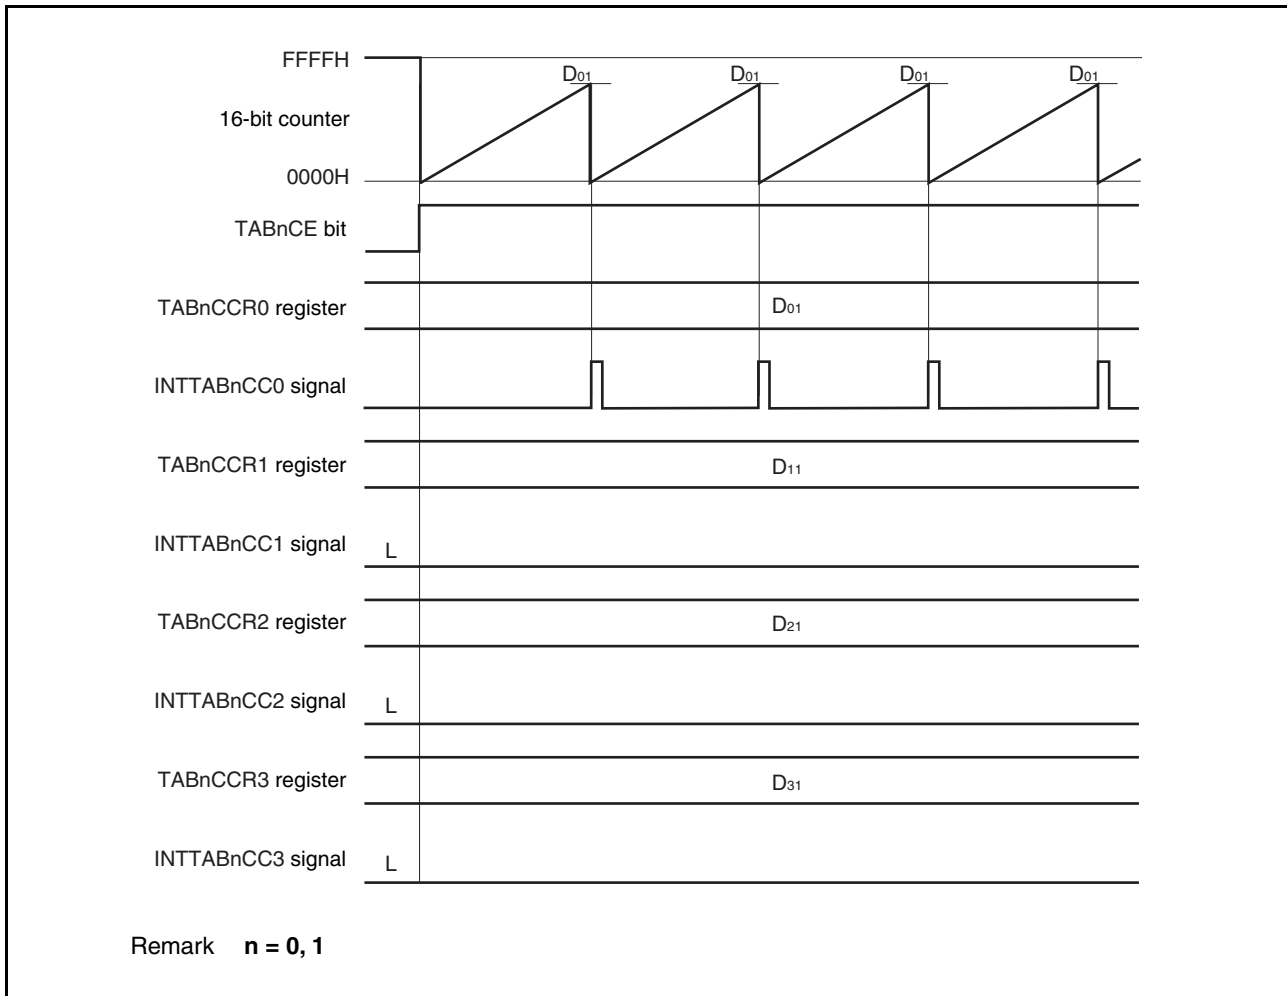 FFFFH
D01 D01 D01 D01
16-bit counter
0000H
TABnCE bit
TABnCCR0 register D01
INTTABnCC0 signal
TABnCCR1 register D11
INTTABnCC1 signal L
TABnCCR2 register D21
INTTABnCC2 signal L
TABnCCR3 register D31
INTTABnCC3 signal L
Remark n = 0, 1